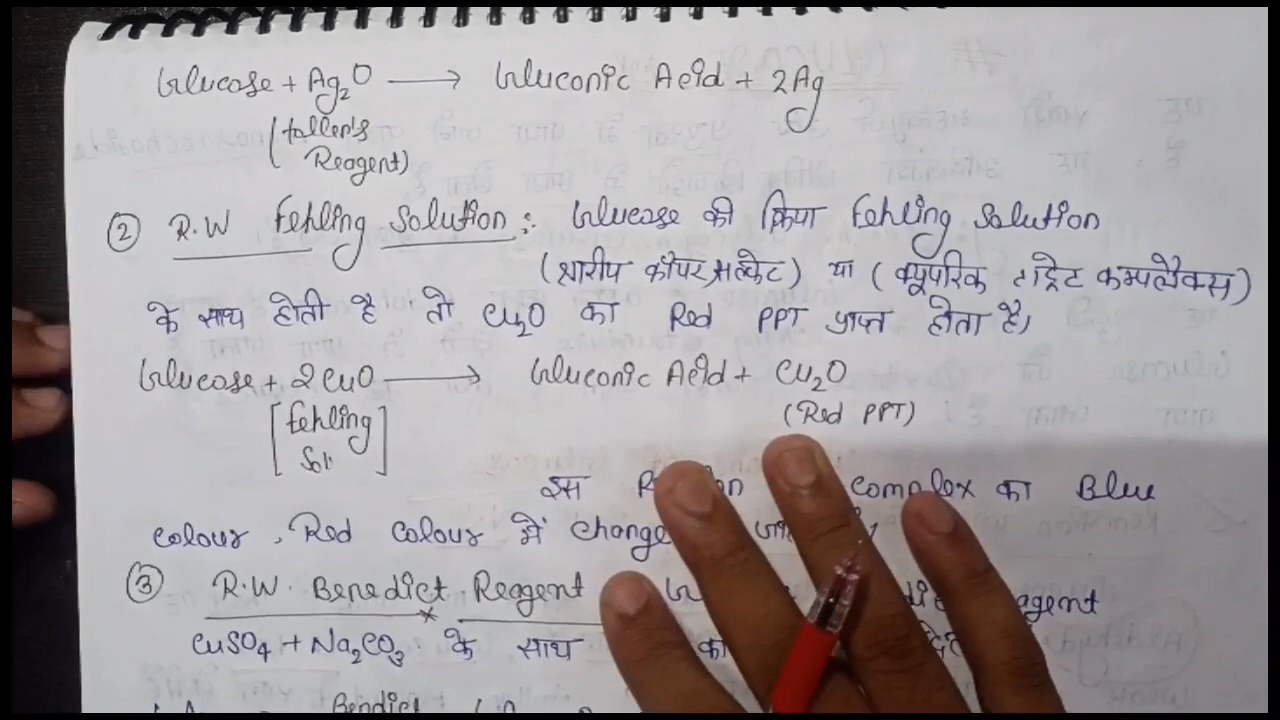 Glucose + Ag₂O ⟶ Gluconic Acid + 2Ag
(tollen's
Reagent)
② R.W Fehling Solution :- Glucose की क्रिया Fehling Solution
(क्षारीय कॉपर सल्फेट) या (क्यूपरिक टाट्रेट कम्पलैक्स)
के साथ होती है तो Cu₂O का Red PPT प्राप्त होता है।
Glucose + 2CuO ⟶ Gluconic Acid + Cu₂O
[Fehling
Sol]
(Red PPT)
इस Complex का Blue
colour, Red colour में change
③ R.W. Benedict Reagent
CuSO₄ + Na₂CO₃ के साथ का